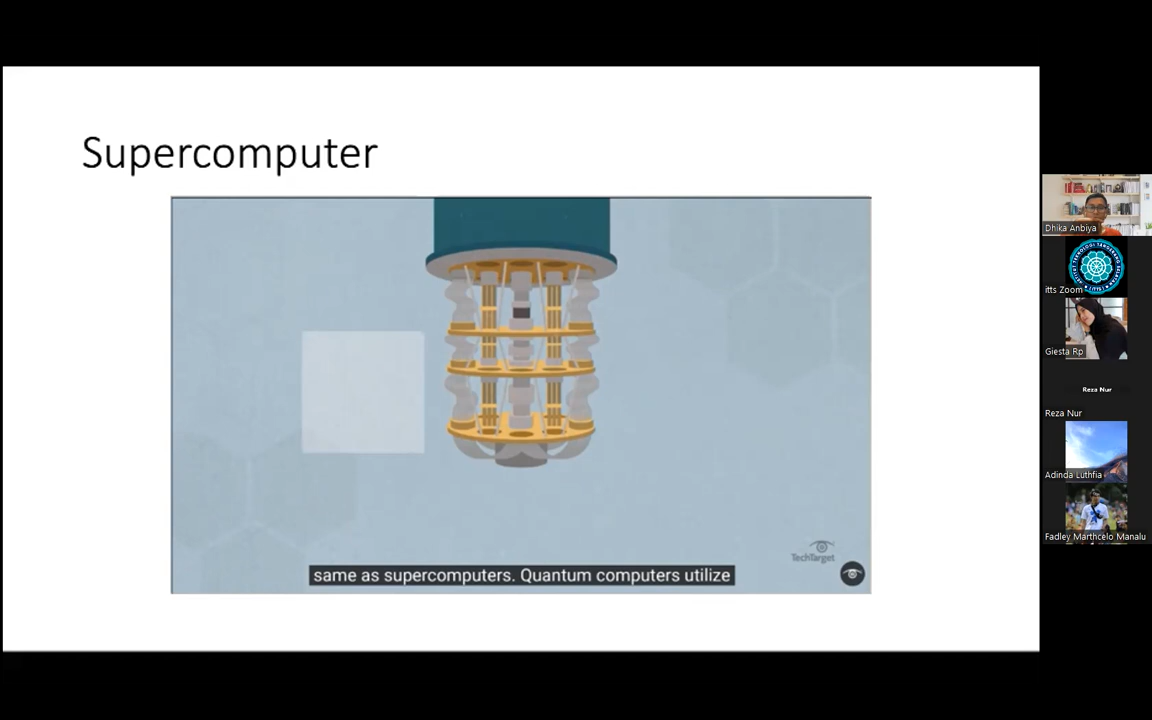 Supercomputer
TechTarget
same as supercomputers. Quantum computers utilize
Dhika Anbiya
itts Zoom
Giesta Rp
Reza Nur
Reza Nur
Adinda Luthfia
Fadley Marthcelo Manalu